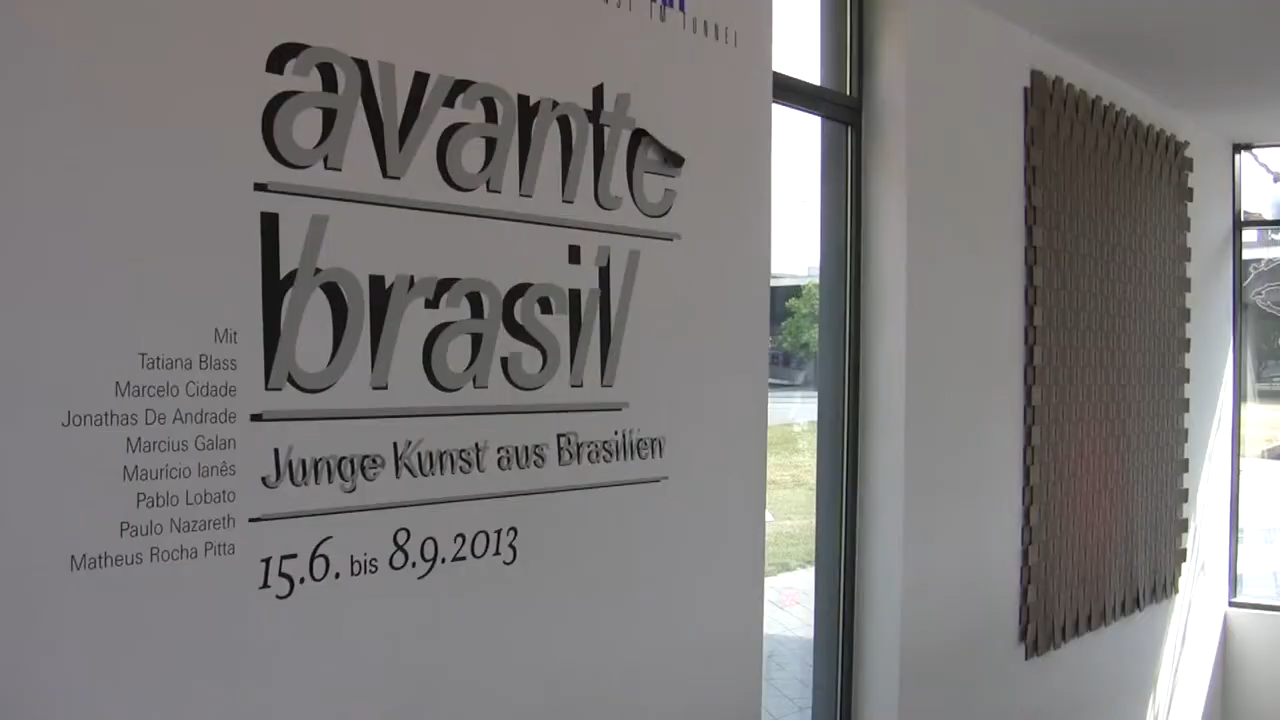 TUNNEL
avante
brasil
Mit
Tatiana Blass
Marcelo Cidade
Jonathas De Andrade
Marcius Galan
Maurício Ianês
Pablo Lobato
Paulo Nazareth
Matheus Rocha Pitta
Junge Kunst aus Brasilien
15.6. bis 8.9.2013